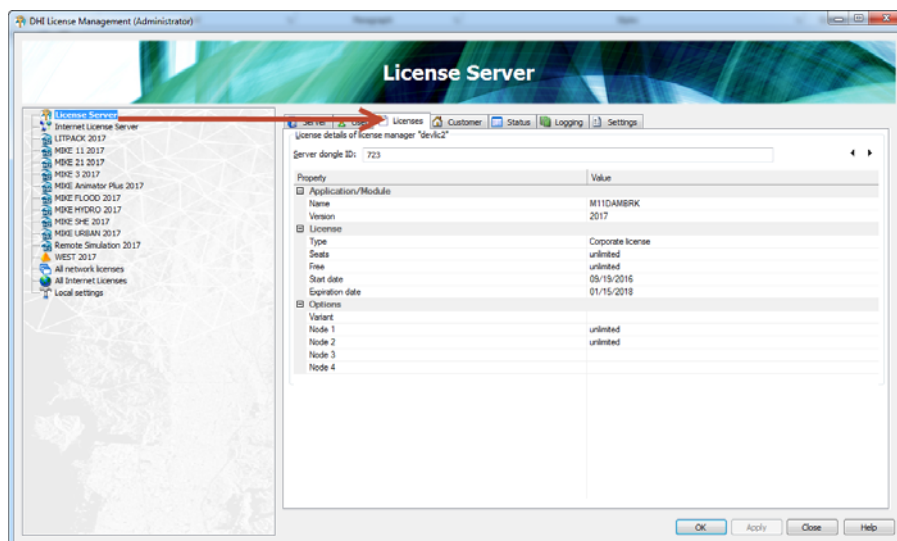 DHI License Management (Administrator)
License Server
License Server
Internet License Server
LITPACK 2017
MIKE 11 2017
MIKE 21 2017
MIKE 3 2017
MIKE Animator Plus 2017
MIKE FLOOD 2017
MIKE HYDRO 2017
MIKE SHE 2017
MIKE URBAN 2017
Remote Simulation 2017
WEST 2017
All network licenses
All Internet Licenses
Local settings
Server User Licenses Customer Status Logging Settings
License details of license manager "devlic2"
Server dongle ID: 723
Property Value
Application/Module
Name M11DAMBRK
Version 2017
License
Type Corporate license
Seats unlimited
Free unlimited
Start date 09/19/2016
Expiration date 01/15/2018
Options
Variant
Node 1 unlimited
Node 2 unlimited
Node 3
Node 4
OK Apply Close Help